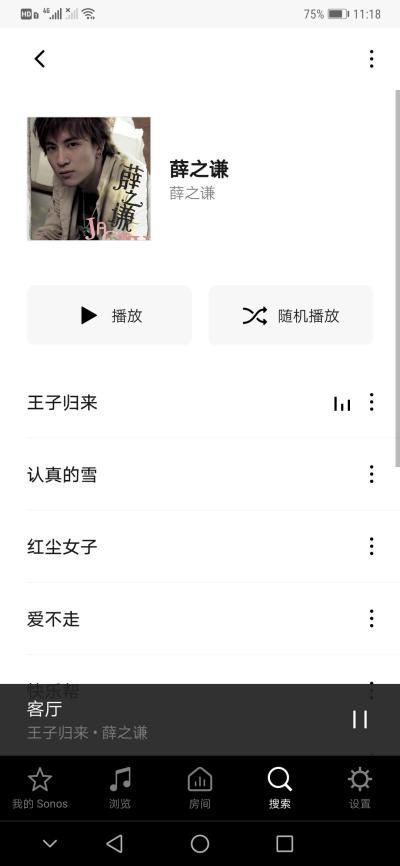 HD 1 4G 75% 11:18
薛之谦
JA
薛之谦
薛之谦
播放
随机播放
王子归来
认真的雪
红尘女子
爱不走
快乐帮
客厅
王子归来 • 薛之谦
我的 Sonos 浏览 房间 搜索 设置